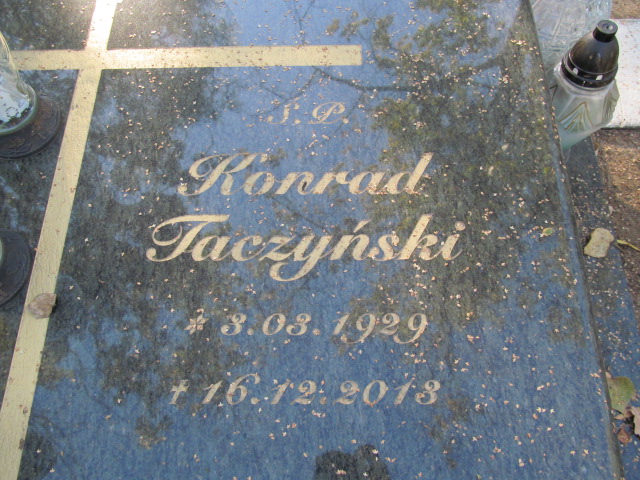 Ś.P.
Konrad
Taczyński
* 3.03.1929
† 16.12.2013